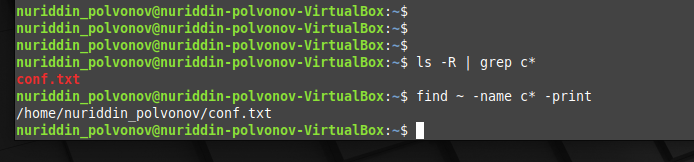 nuriddin_polvonov@nuriddin-polvonov-VirtualBox:~$
nuriddin_polvonov@nuriddin-polvonov-VirtualBox:~$
nuriddin_polvonov@nuriddin-polvonov-VirtualBox:~$
nuriddin_polvonov@nuriddin-polvonov-VirtualBox:~$ ls -R | grep c*
conf.txt
nuriddin_polvonov@nuriddin-polvonov-VirtualBox:~$ find ~ -name c* -print
/home/nuriddin_polvonov/conf.txt
nuriddin_polvonov@nuriddin-polvonov-VirtualBox:~$